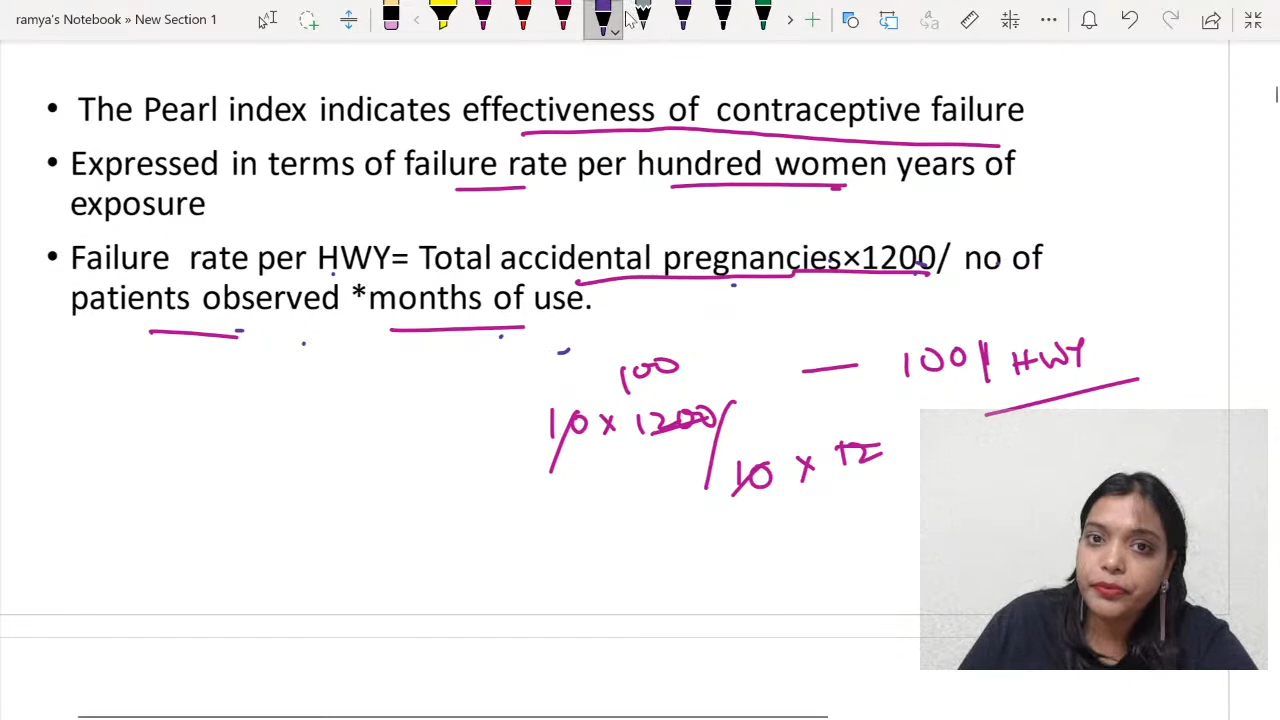 ramya's Notebook » New Section 1
• The Pearl index indicates effectiveness of contraceptive failure
• Expressed in terms of failure rate per hundred women years of
exposure
• Failure rate per HWY= Total accidental pregnancies×1200/ no of
patients observed *months of use.
100
— 100/ HWY
10 x 1200/
10 x 12